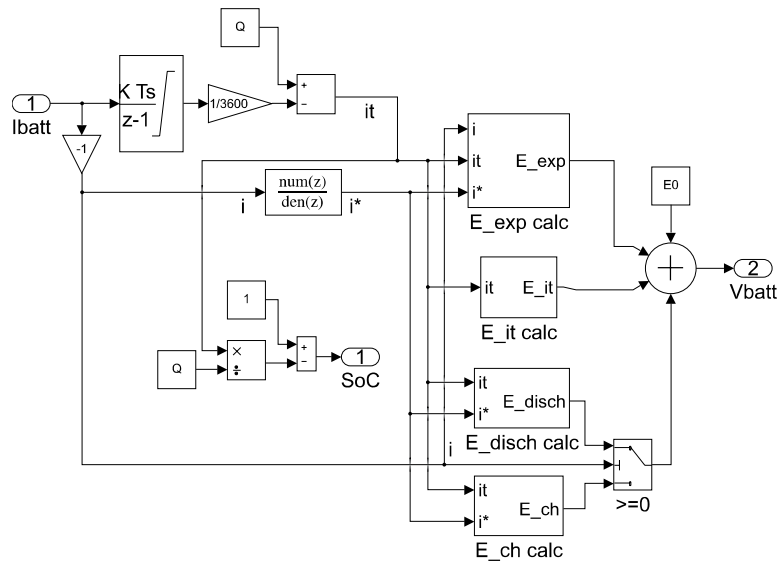 Q
1
Ibatt
K Ts
z-1
1/3600
+
−
it
-1
i
it
i*
E_exp
E_exp calc
E0
i
num(z)
den(z)
i*
it
E_it
E_it calc
2
Vbatt
1
+
−
×
÷
Q
1
SoC
it
i*
E_disch
E_disch calc
i
>=0
it
i*
E_ch
E_ch calc